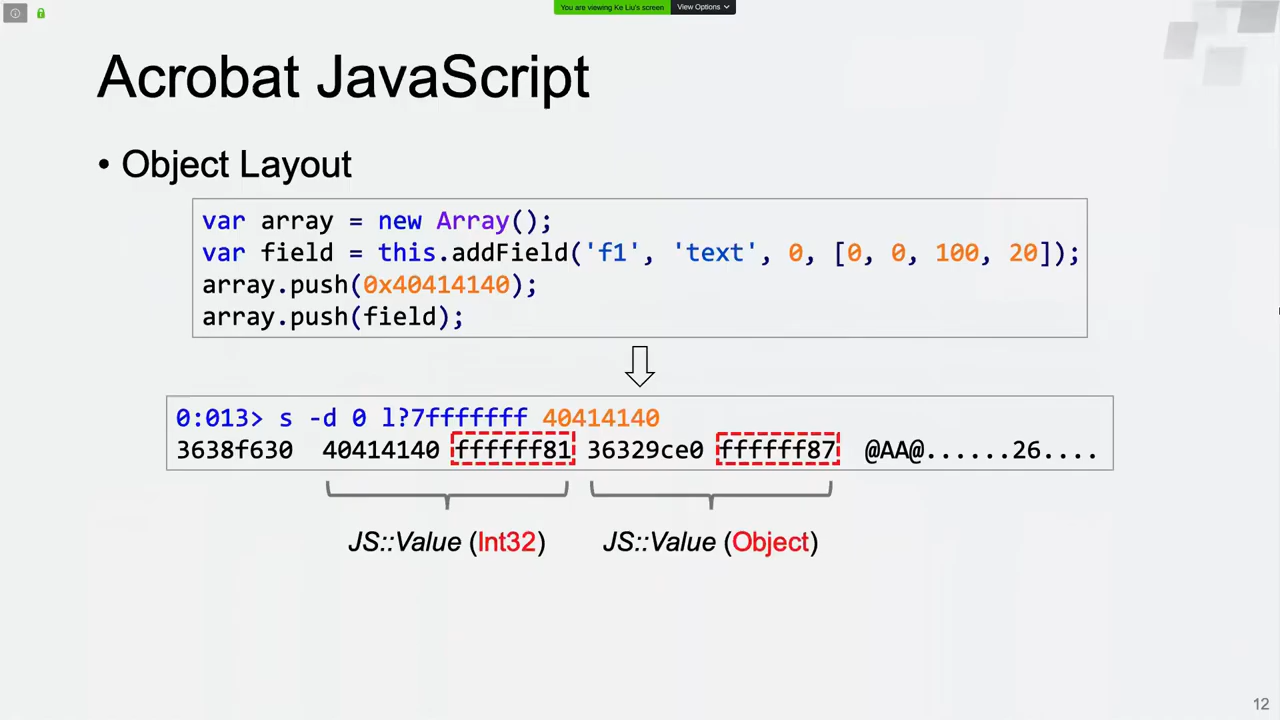 You are viewing Ke Liu's screen View Options
Acrobat JavaScript
• Object Layout
var array = new Array();
var field = this.addField('f1', 'text', 0, [0, 0, 100, 20]);
array.push(0x40414140);
array.push(field);
0:013> s -d 0 l?7fffffff 40414140
3638f630 40414140 ffffff81 36329ce0 ffffff87 @AA@......26....
JS::Value (Int32) JS::Value (Object)
12